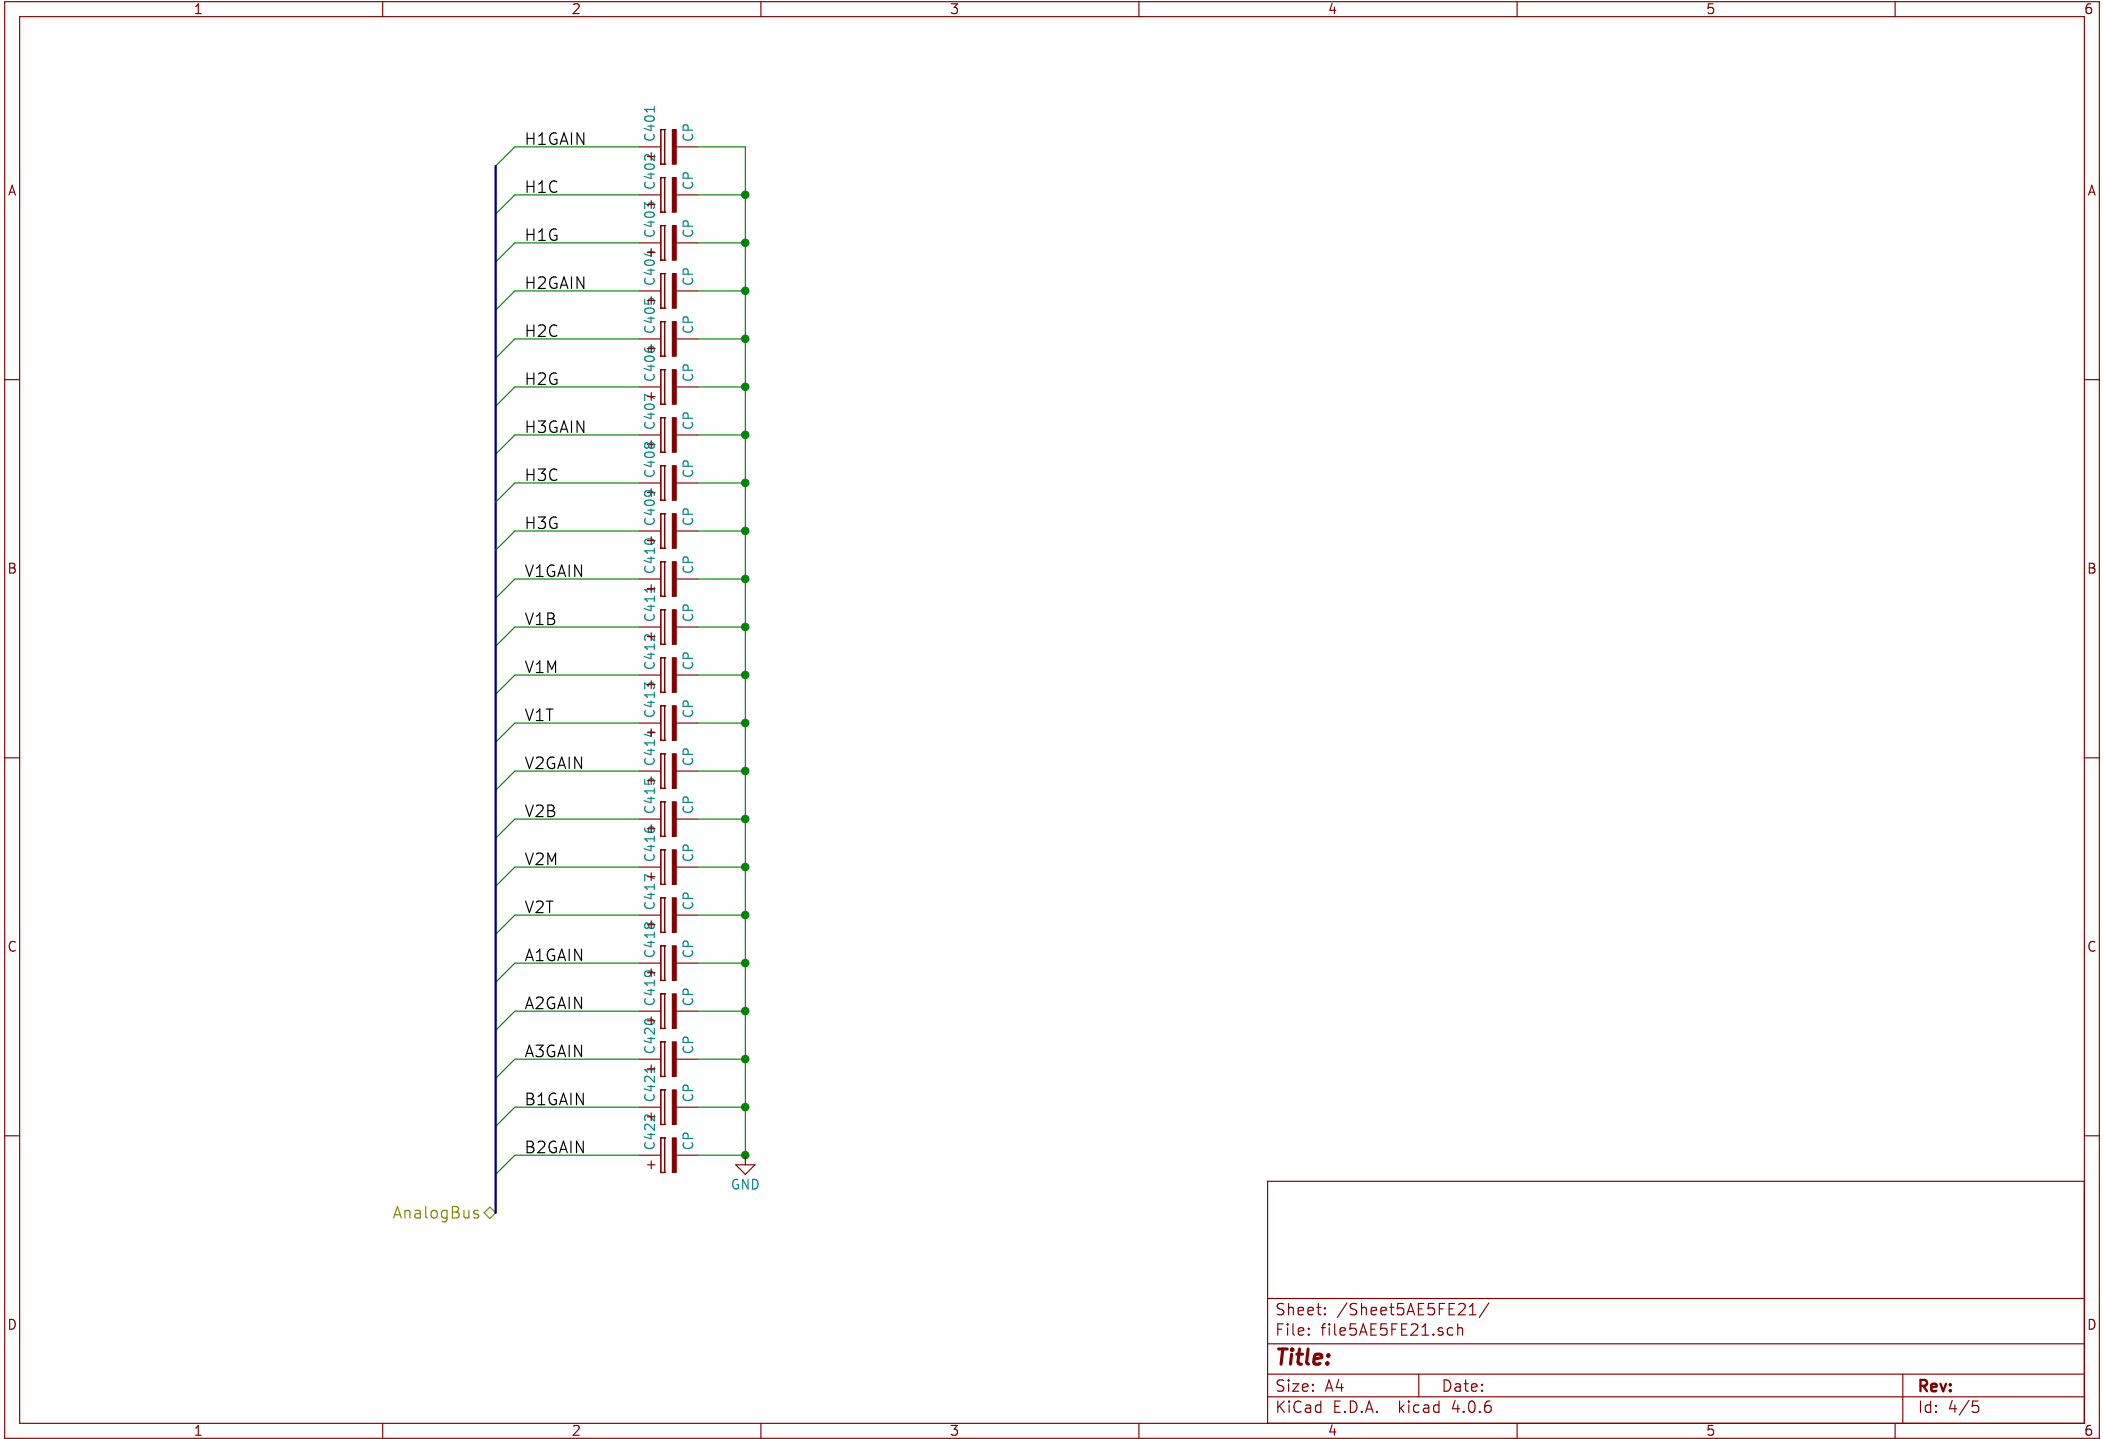 1 2 3 4 5 6
A A
B B
C C
D D
H1GAIN C401 CP
H1C + C402 CP
H1G + C403 CP
H2GAIN + C404 CP
H2C + C405 CP
H2G + C406 CP
H3GAIN + C407 CP
H3C + C408 CP
H3G + C409 CP
V1GAIN + C410 CP
V1B + C411 CP
V1M + C412 CP
V1T + C413 CP
V2GAIN + C414 CP
V2B + C415 CP
V2M + C416 CP
V2T + C417 CP
A1GAIN + C418 CP
A2GAIN + C419 CP
A3GAIN + C420 CP
B1GAIN + C421 CP
B2GAIN + C422 CP
+
GND
AnalogBus
Sheet: /Sheet5AE5FE21/
File: file5AE5FE21.sch
Title:
Size: A4 Date: Rev:
KiCad E.D.A. kicad 4.0.6 Id: 4/5
1 2 3 4 5 6